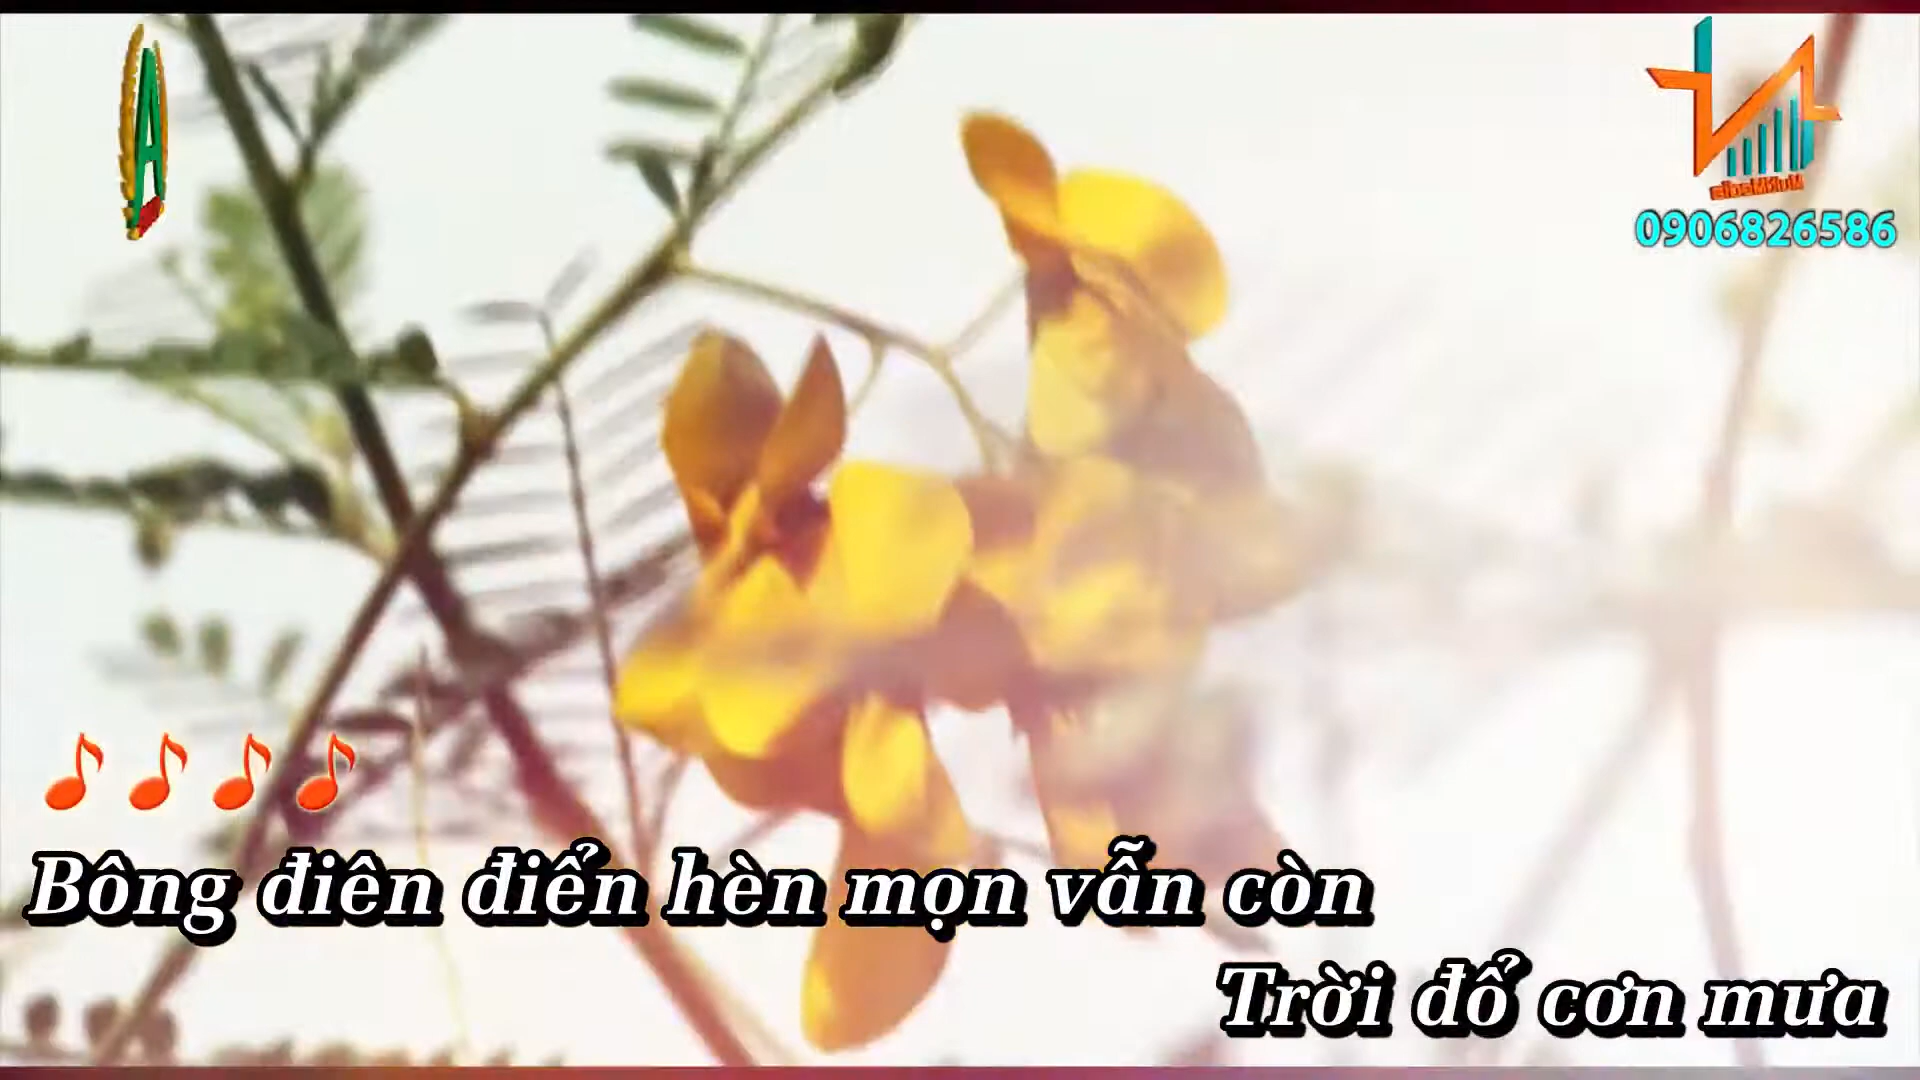 A
0906826586
Bông điên điển hèn mọn vẫn còn
Trời đổ cơn mưa